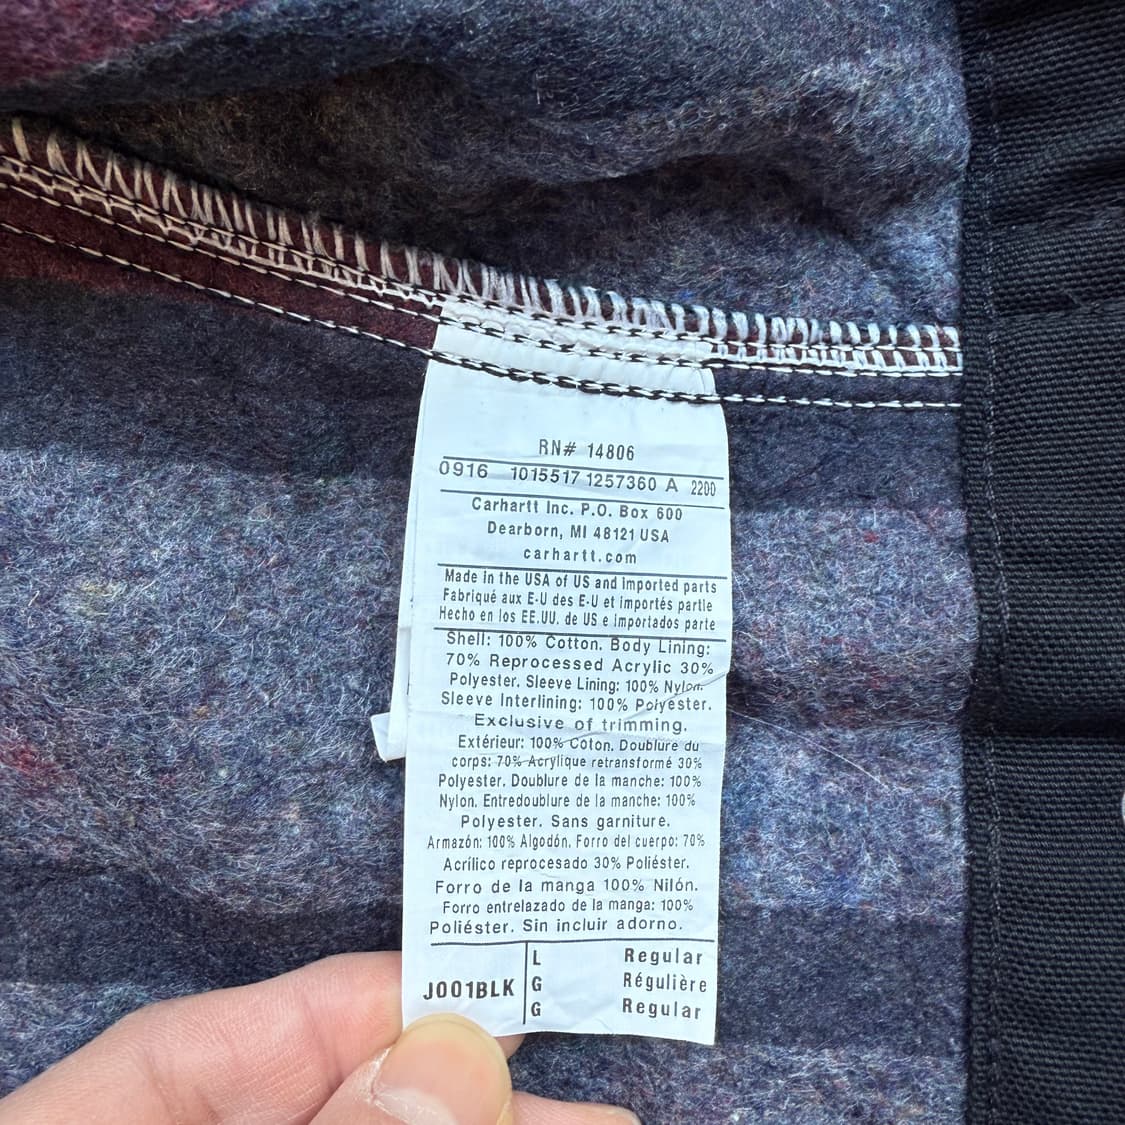 RN# 14806
0916 1015517 1257360 A 2200
Carhartt Inc. P.O. Box 600
Dearborn, MI 48121 USA
carhartt.com
Made in the USA of US and Imported parts
Fabriqué aux E-U des E-U et importés partie
Hecho en los EE.UU. de US e importados parte
Shell: 100% Cotton. Body Lining:
70% Reprocessed Acrylic 30%
Polyester. Sleeve Lining: 100% Nylon.
Sleeve Interlining: 100% Polyester.
Exclusive of trimming.
Extérieur: 100% Coton. Doublure du
corps: 70% Acrylique retransformé 30%
Polyester. Doublure de la manche: 100%
Nylon. Entredoublure de la manche: 100%
Polyester. Sans garniture.
Armazón: 100% Algodón. Forro del cuerpo: 70%
Acrílico reprocesado 30% Poliéster.
Forro de la manga 100% Nilón.
Forro entrelazado de la manga: 100%
Poliéster. Sin incluir adorno.
J001BLK
L Regular
G Régulière
G Regular